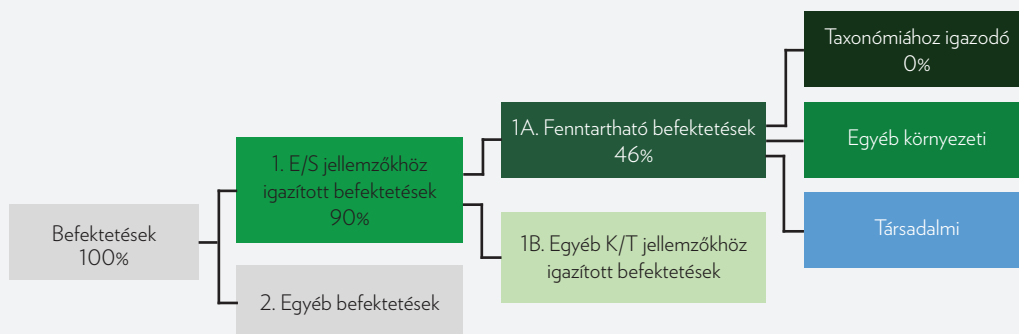 Befektetések
100%
1. E/S jellemzőkhöz
igazított befektetések
90%
2. Egyéb befektetések
1A. Fenntartható befektetések
46%
1B. Egyéb K/T jellemzőkhöz
igazított befektetések
Taxonómiához igazodó
0%
Egyéb környezeti
Társadalmi